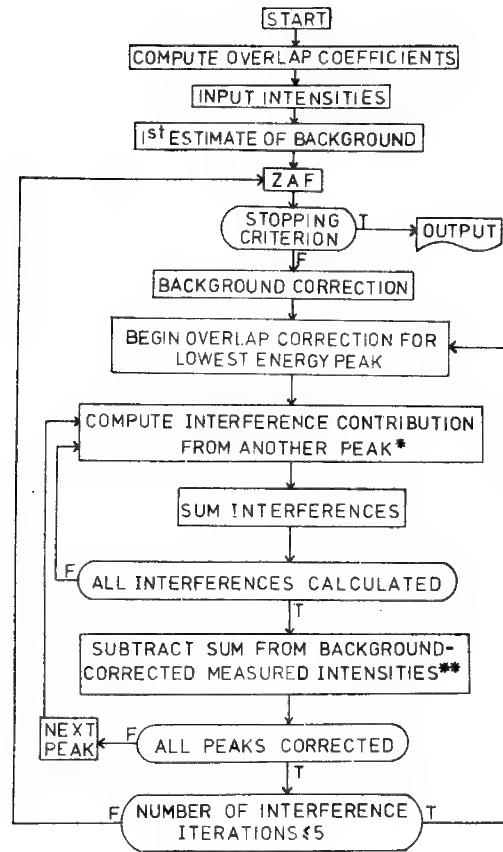 START
COMPUTE OVERLAP COEFFICIENTS
INPUT INTENSITIES
1st ESTIMATE OF BACKGROUND
ZAF
STOPPING
CRITERION
T
OUTPUT
F
BACKGROUND CORRECTION
BEGIN OVERLAP CORRECTION FOR
LOWEST ENERGY PEAK
COMPUTE INTERFERENCE CONTRIBUTION
FROM ANOTHER PEAK*
SUM INTERFERENCES
F
ALL INTERFERENCES CALCULATED
T
SUBTRACT SUM FROM BACKGROUND-
CORRECTED MEASURED INTENSITIES**
NEXT
PEAK
F
ALL PEAKS CORRECTED
T
F
NUMBER OF INTERFERENCE
ITERATIONS≤5
T